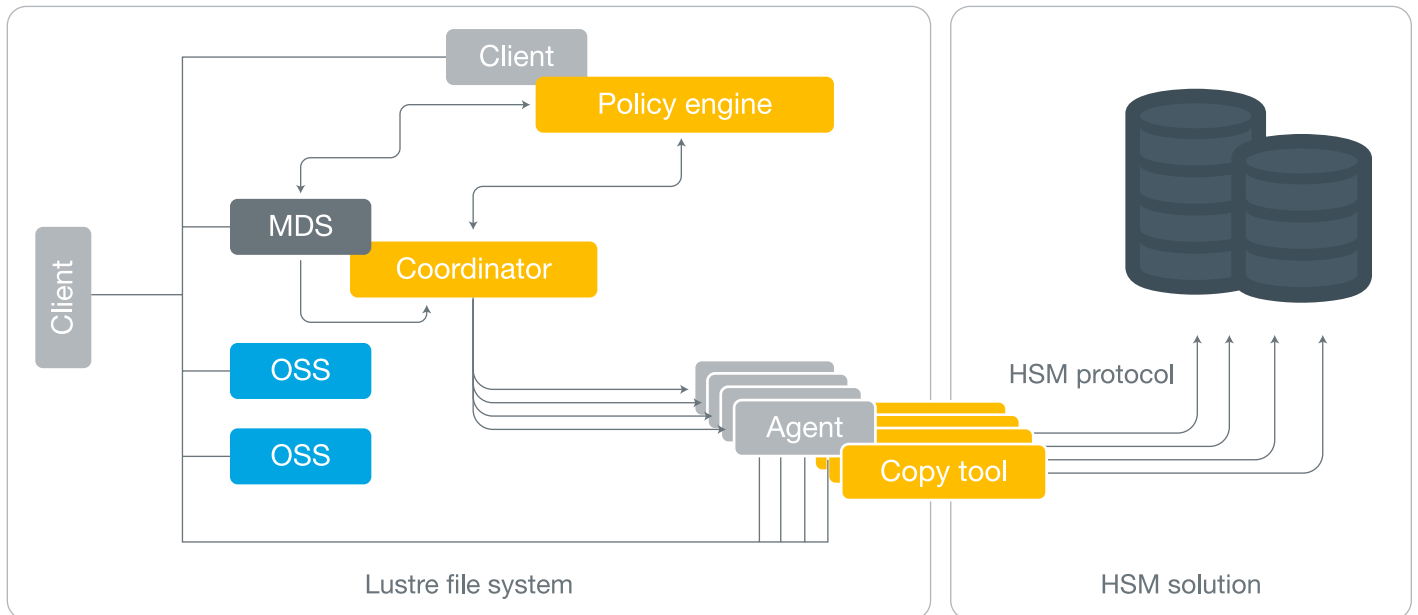 Client
Policy engine
MDS
Coordinator
Client
OSS
OSS
Agent
Copy tool
HSM protocol
Lustre file system
HSM solution